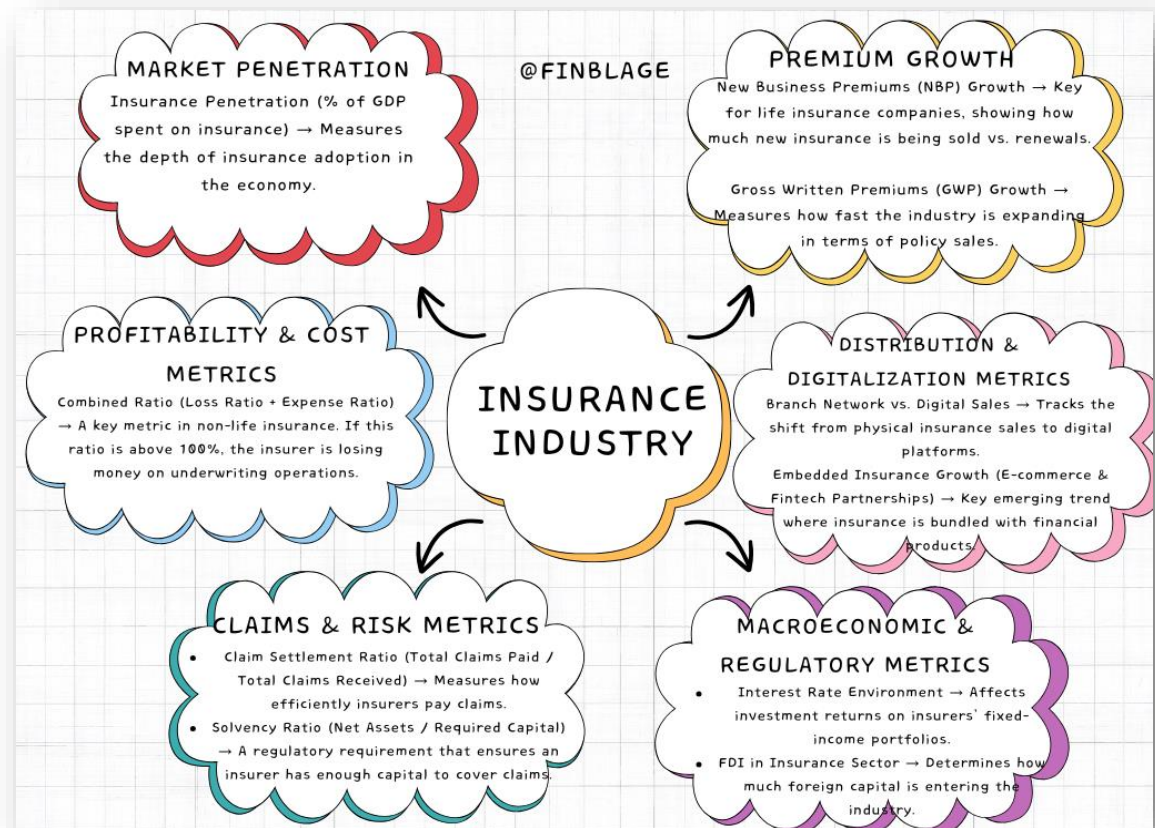 MARKET PENETRATION
Insurance Penetration (% of GDP
spent on insurance) → Measures
the depth of insurance adoption in
the economy.
@FINBLAGE
PREMIUM GROWTH
New Business Premiums (NBP) Growth → Key
for life insurance companies, showing how
much new insurance is being sold vs. renewals.
Gross Written Premiums (GWP) Growth →
Measures how fast the industry is expanding
in terms of policy sales.
PROFITABILITY & COST
METRICS
Combined Ratio (Loss Ratio + Expense Ratio)
→ A key metric in non-life insurance. If this
ratio is above 100%, the insurer is losing
money on underwriting operations.
INSURANCE
INDUSTRY
DISTRIBUTION &
DIGITALIZATION METRICS
Branch Network vs. Digital Sales → Tracks the
shift from physical insurance sales to digital
platforms.
Embedded Insurance Growth (E-commerce &
Fintech Partnerships) → Key emerging trend
where insurance is bundled with financial
products.
CLAIMS & RISK METRICS
• Claim Settlement Ratio (Total Claims Paid /
Total Claims Received) → Measures how
efficiently insurers pay claims.
• Solvency Ratio (Net Assets / Required Capital)
→ A regulatory requirement that ensures an
insurer has enough capital to cover claims.
MACROECONOMIC &
REGULATORY METRICS
• Interest Rate Environment → Affects
investment returns on insurers' fixed-
income portfolios.
• FDI in Insurance Sector → Determines how
much foreign capital is entering the
industry.